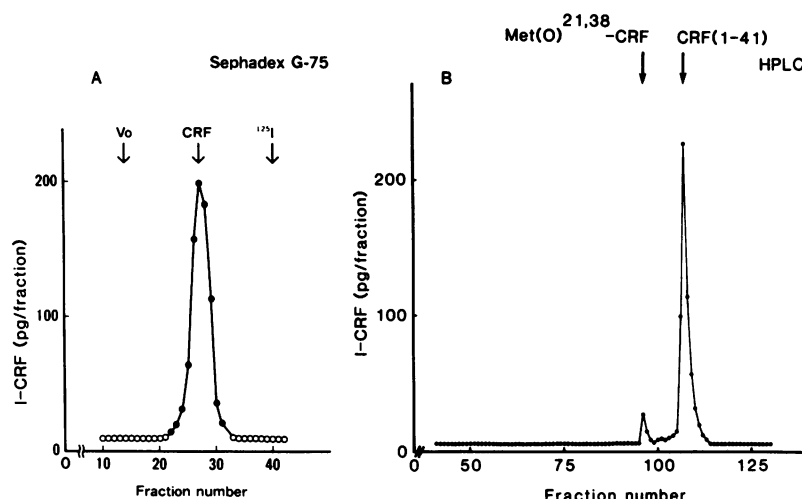 Sephadex G-75
A
Vo
CRF
125I
200
100
0
I-CRF (pg/fraction)
0
10
20
30
40
Fraction number
Met(O)21,38-CRF
CRF(1-41)
HPLC
B
200
100
0
I-CRF (pg/fraction)
0
50
75
100
125
Fraction number